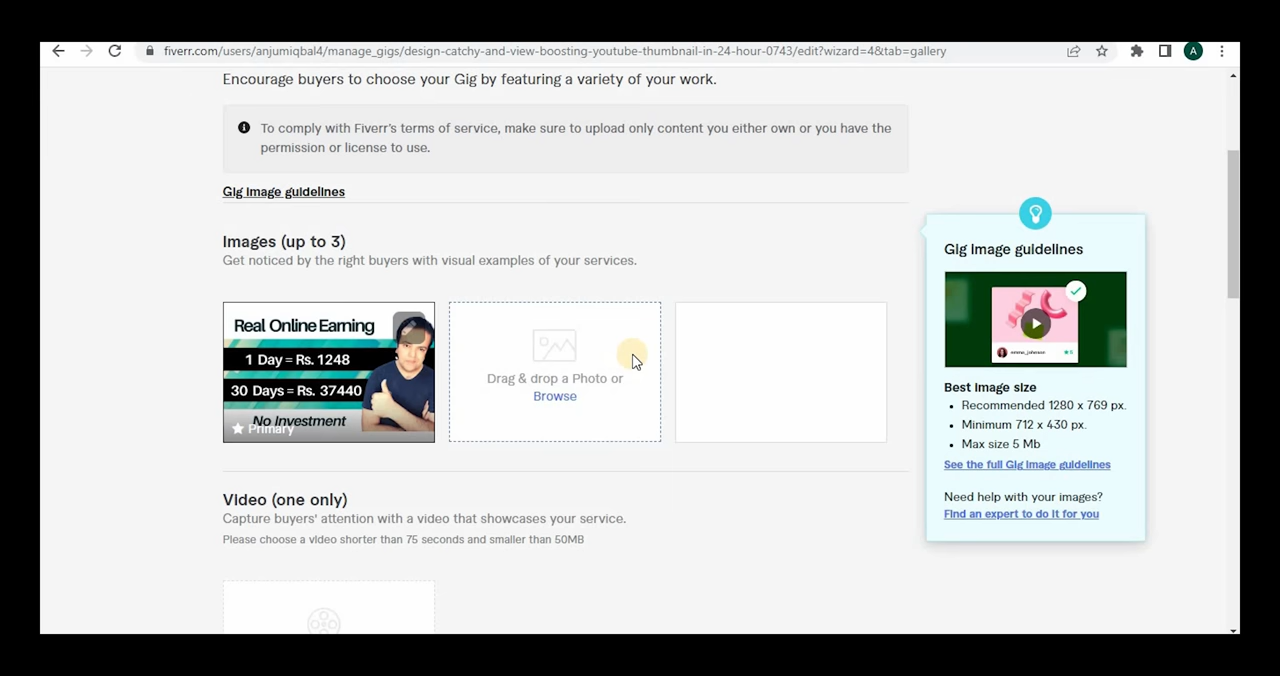 fiverr.com/users/anjumiqbal4/manage_gigs/design-catchy-and-view-boosting-youtube-thumbnail-in-24-hour-0743/edit?wizard=4&tab=gallery
A
Encourage buyers to choose your Gig by featuring a variety of your work.
To comply with Fiverr's terms of service, make sure to upload only content you either own or you have the
permission or license to use.
Gig image guidelines
Images (up to 3)
Get noticed by the right buyers with visual examples of your services.
Real Online Earning
1 Day = Rs. 1248
30 Days = Rs. 37440
No Investment
Primary
Drag & drop a Photo or
Browse
Video (one only)
Capture buyers' attention with a video that showcases your service.
Please choose a video shorter than 75 seconds and smaller than 50MB
Gig image guidelines
emma_johnson
Best image size
Recommended 1280 x 769 px.
Minimum 712 x 430 px.
Max size 5 Mb
See the full Gig image guidelines
Need help with your images?
Find an expert to do it for you